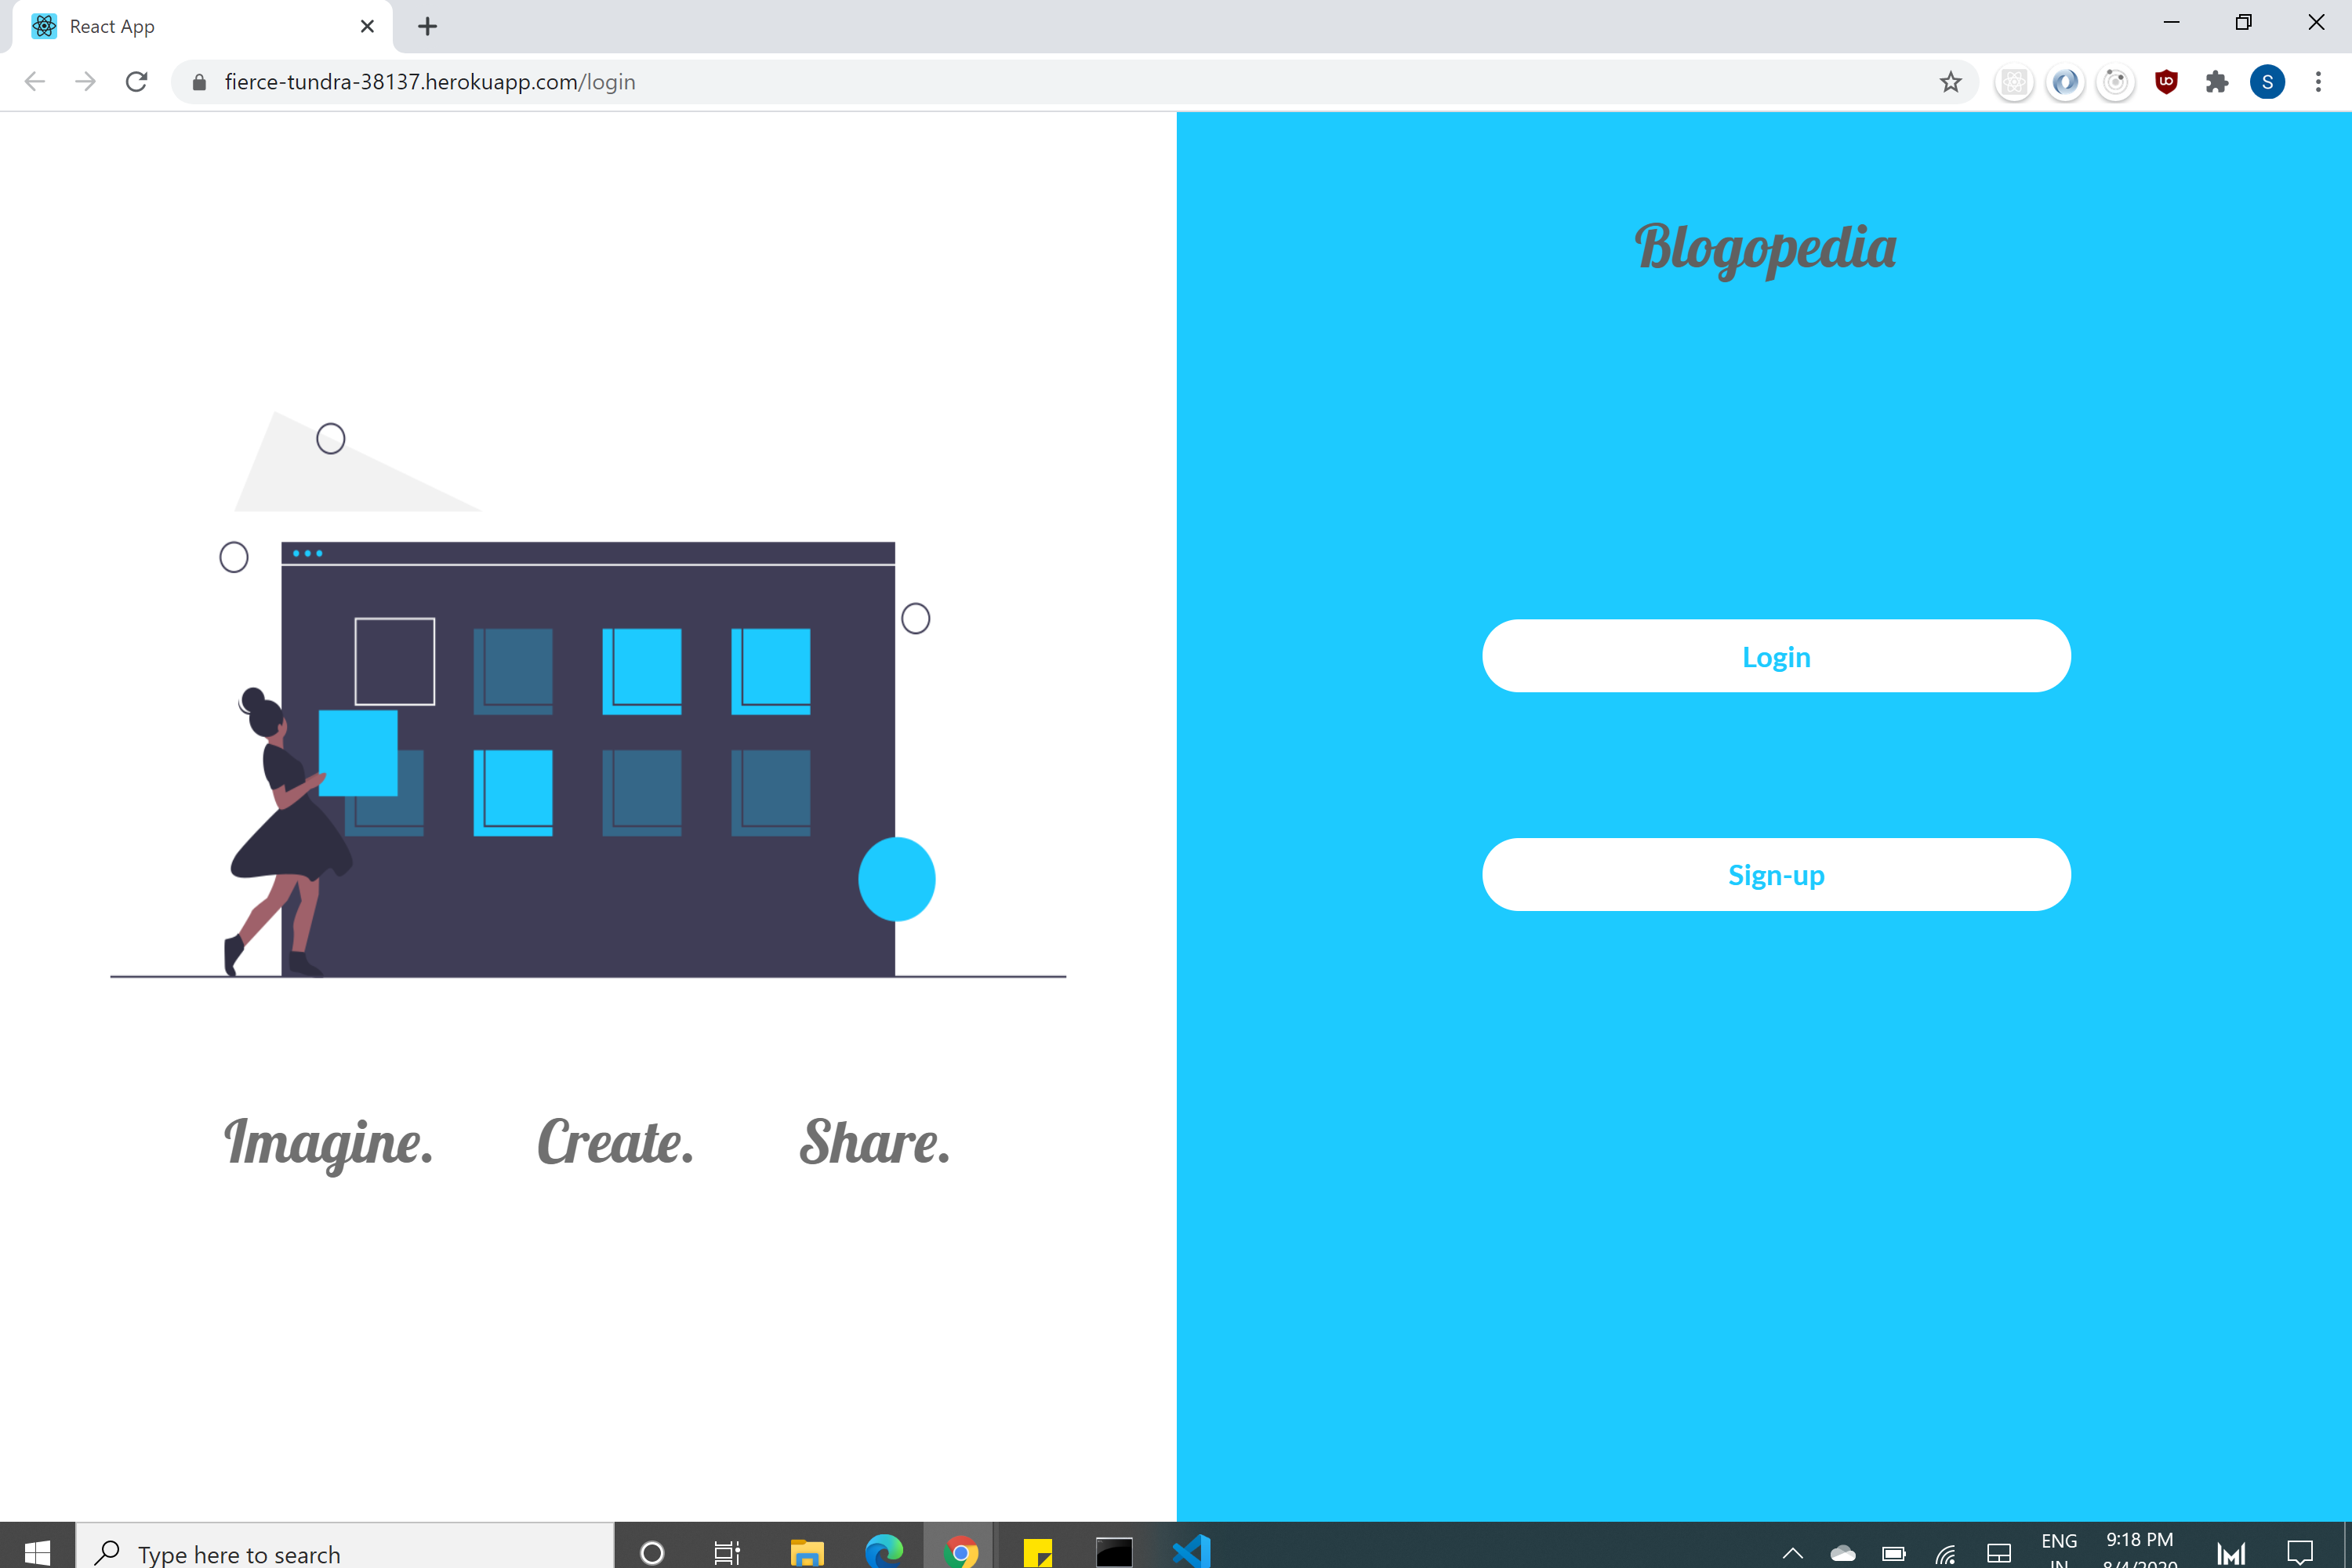 React App
fierce-tundra-38137.herokuapp.com/login
S
Blogopedia
Login
Sign-up
Imagine. Create. Share.
Type here to search
ENG
9:18 PM
IN
8/4/2020